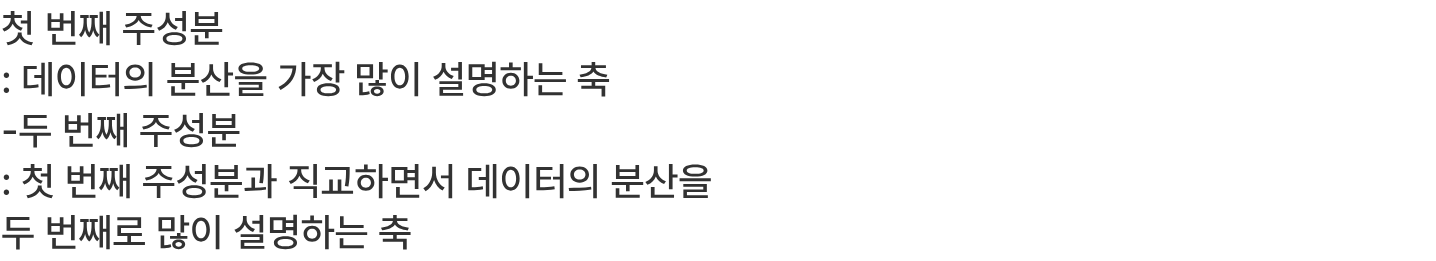 첫 번째 주성분
: 데이터의 분산을 가장 많이 설명하는 축
-두 번째 주성분
: 첫 번째 주성분과 직교하면서 데이터의 분산을
두 번째로 많이 설명하는 축